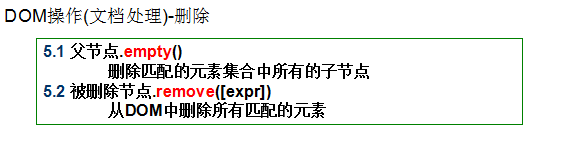 DOM操作(文档处理)-删除
5.1 父节点.empty()
删除匹配的元素集合中所有的子节点
5.2 被删除节点.remove([expr])
从DOM中删除所有匹配的元素